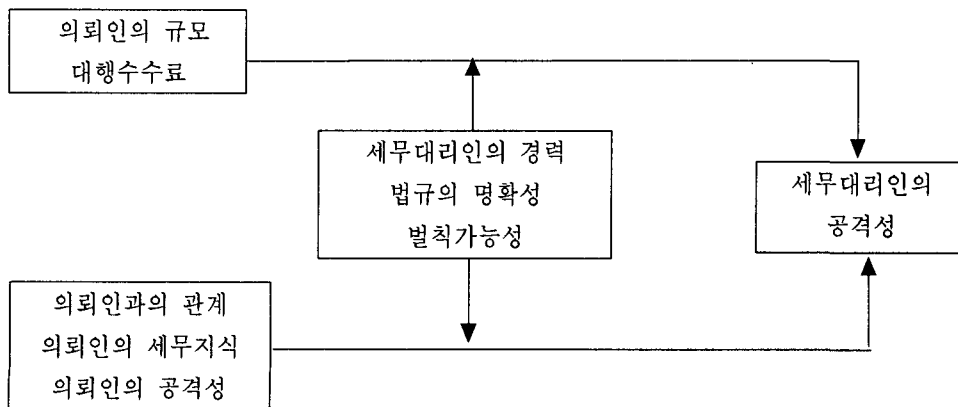 의뢰인의 규모
대행수수료
세무대리인의 경력
법규의 명확성
벌칙가능성
세무대리인의
공격성
의뢰인과의 관계
의뢰인의 세무지식
의뢰인의 공격성